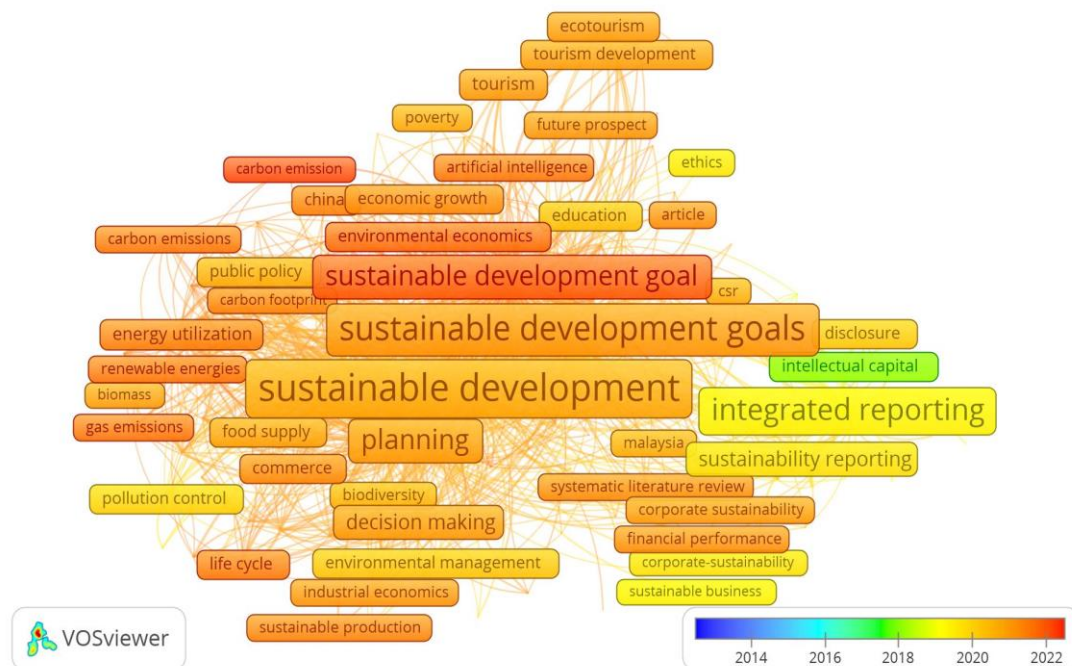 ecotourism
tourism development
tourism
poverty
future prospect
carbon emission
artificial intelligence
ethics
china
economic growth
education
article
carbon emissions
environmental economics
public policy
sustainable development goal
carbon footprint
csr
energy utilization
sustainable development goals
disclosure
renewable energies
intellectual capital
biomass
sustainable development
integrated reporting
gas emissions
food supply
planning
malaysia
sustainability reporting
commerce
systematic literature review
pollution control
biodiversity
corporate sustainability
decision making
financial performance
life cycle
environmental management
corporate-sustainability
industrial economics
sustainable business
sustainable production
VOSviewer
2014 2016 2018 2020 2022